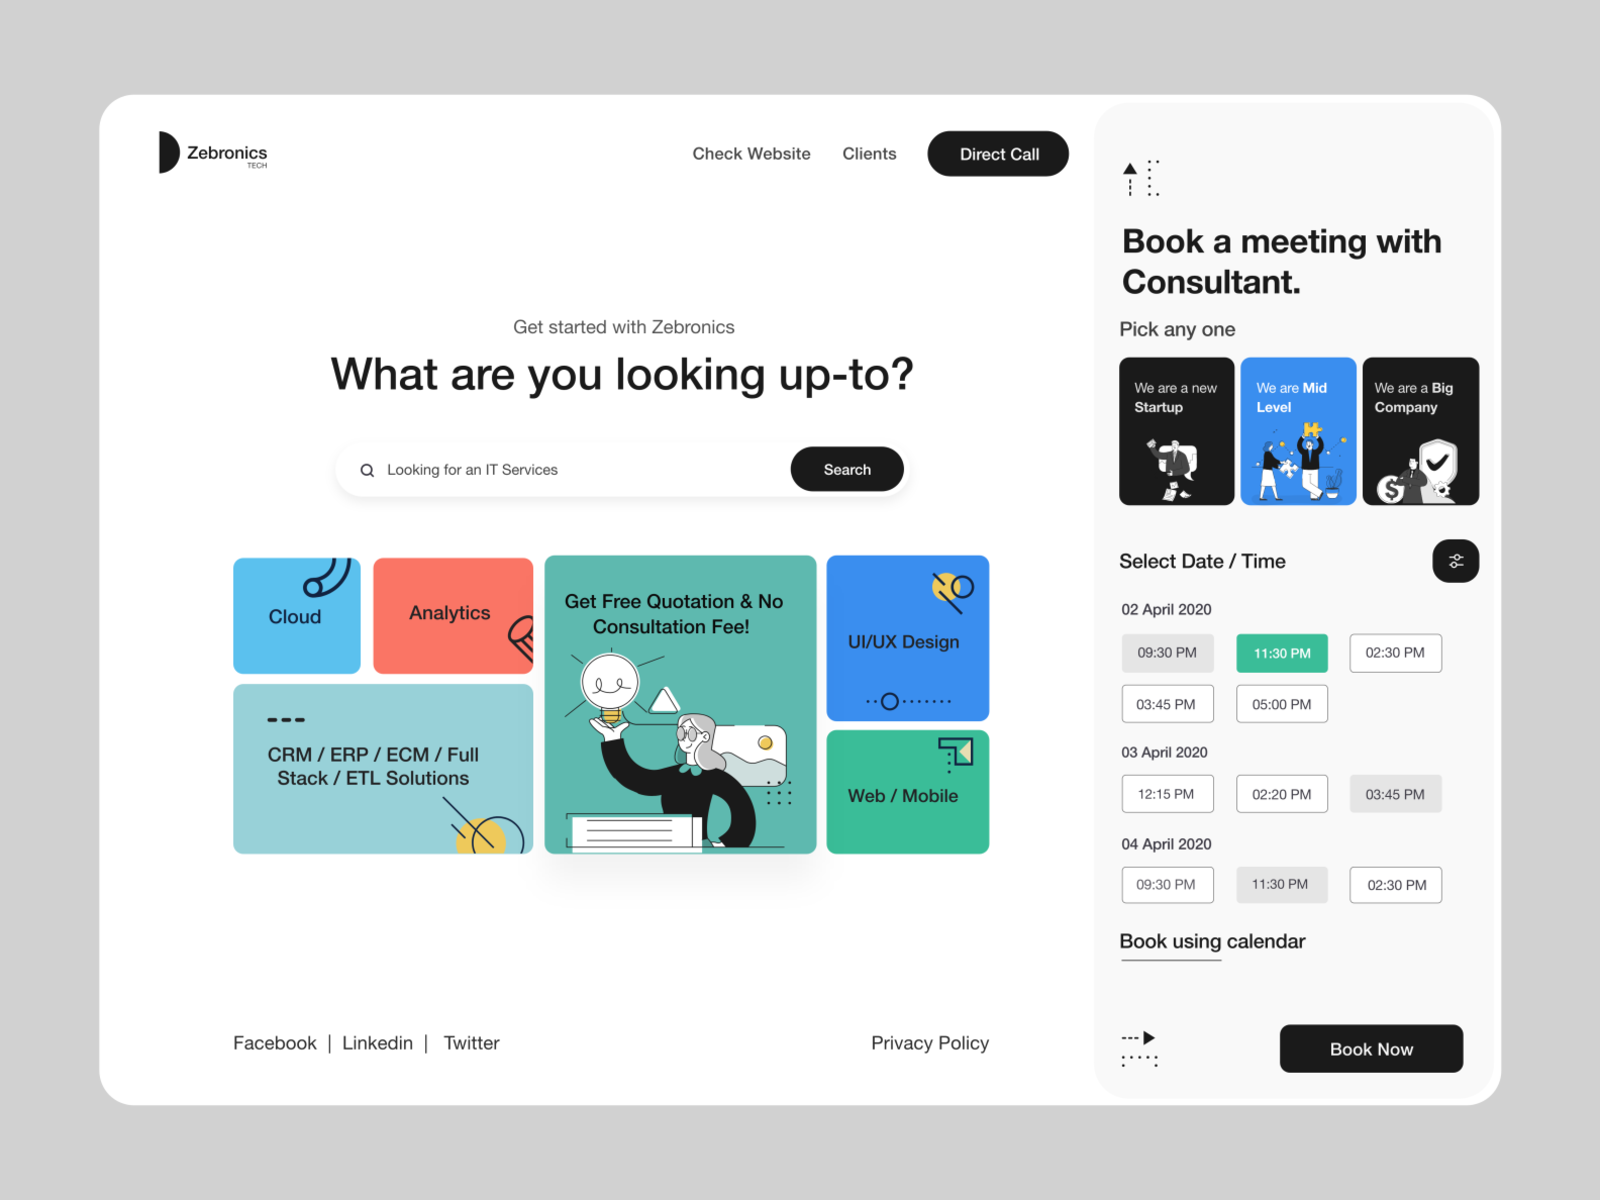 Zebronics
TECH
Check Website
Clients
Direct Call
Get started with Zebronics
What are you looking up-to?
Looking for an IT Services
Search
Cloud
Analytics
CRM / ERP / ECM / Full
Stack / ETL Solutions
Get Free Quotation & No
Consultation Fee!
UI/UX Design
Web / Mobile
Facebook | Linkedin | Twitter
Privacy Policy
Book a meeting with
Consultant.
Pick any one
We are a new
Startup
We are Mid
Level
We are a Big
Company
$
Select Date / Time
02 April 2020
09:30 PM
11:30 PM
02:30 PM
03:45 PM
05:00 PM
03 April 2020
12:15 PM
02:20 PM
03:45 PM
04 April 2020
09:30 PM
11:30 PM
02:30 PM
Book using calendar
Book Now